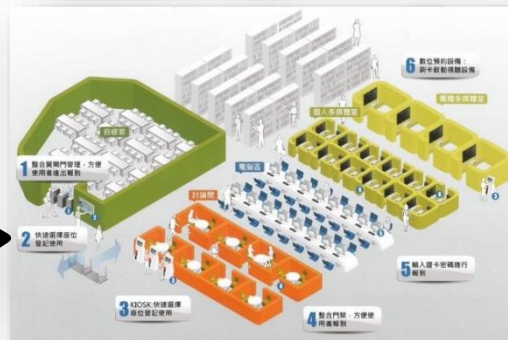 6 數位預約設備：
刷卡啟動視聽設備
團體多媒體室
個人多媒體室
自修室
電腦區
1 整合翼閘門管理，方便
使用者進出報到
討論間
2 快速選擇座位
登記使用
5 輸入證卡密碼進行
報到
3 KIOSK:快速選擇
座位登記使用
4 整合門禁，方便使
用者報到